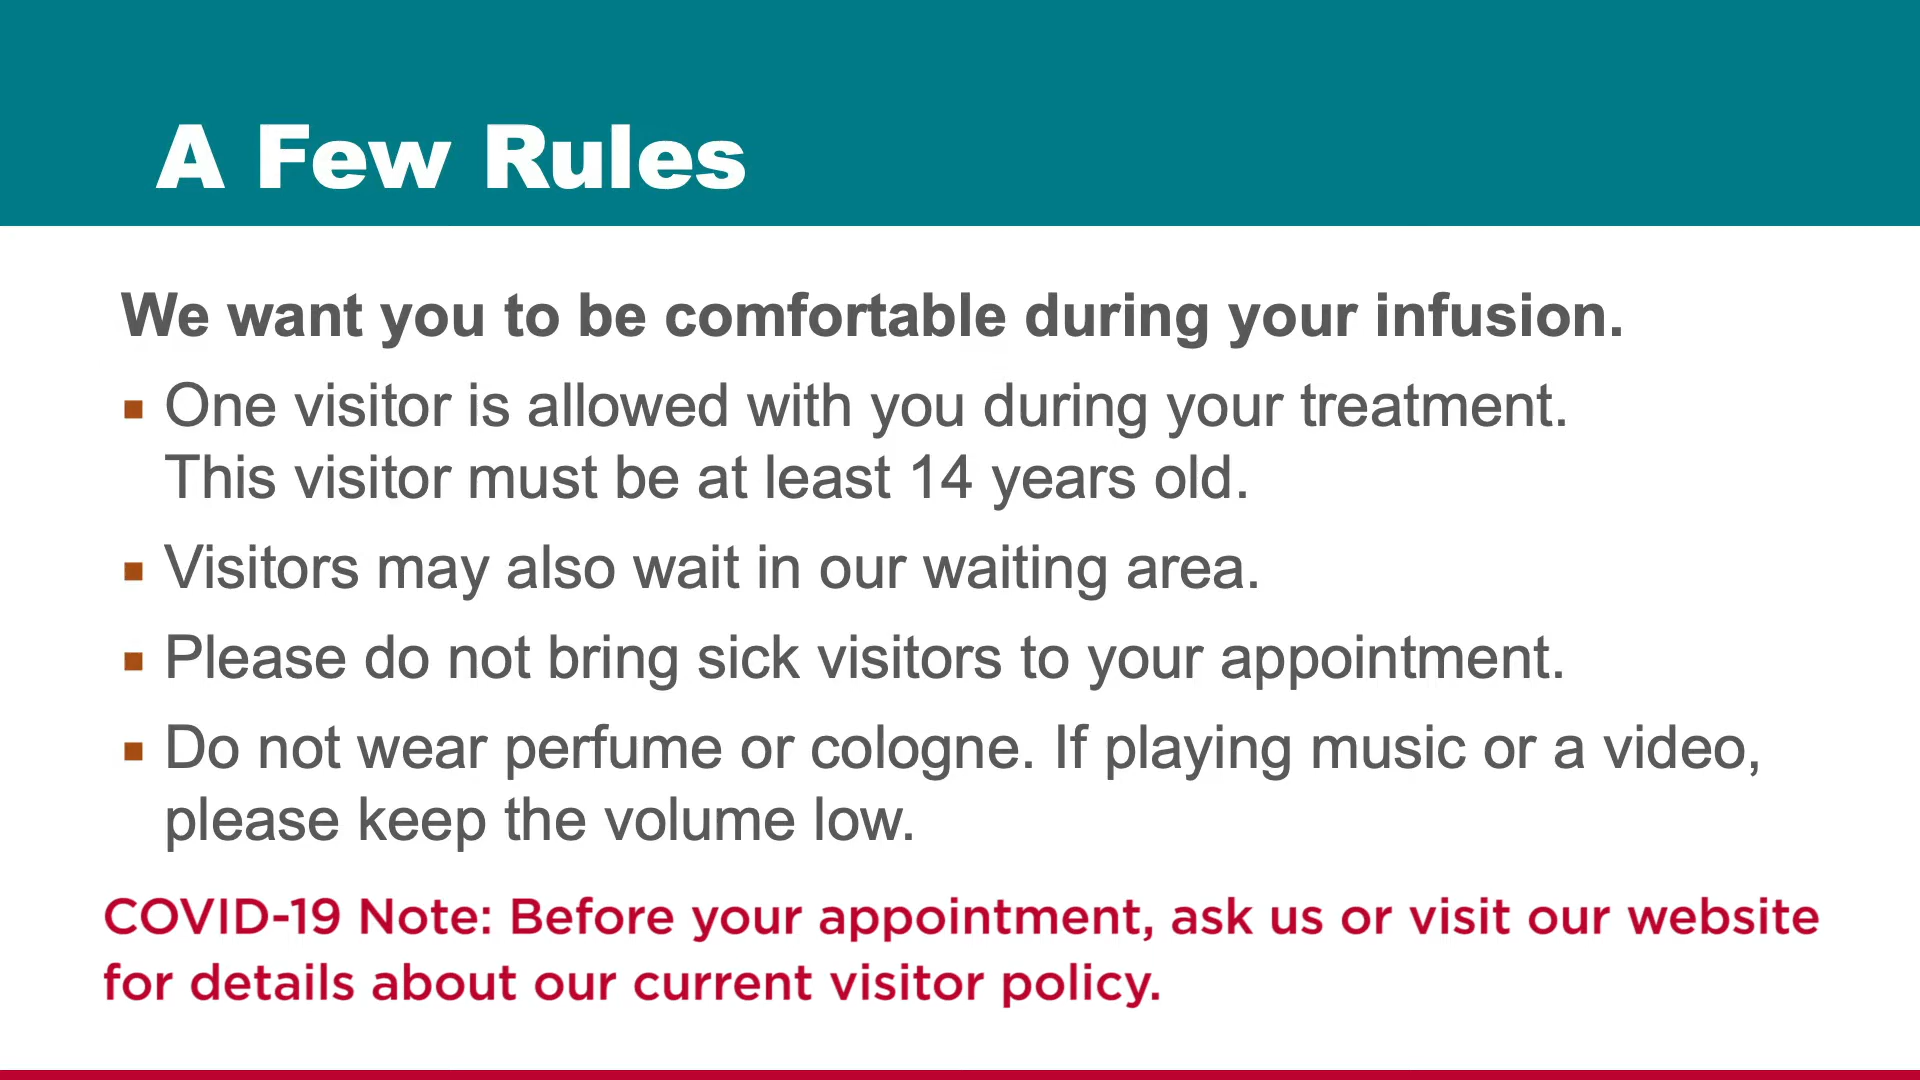 A Few Rules
We want you to be comfortable during your infusion.
▪ One visitor is allowed with you during your treatment.
This visitor must be at least 14 years old.
▪ Visitors may also wait in our waiting area.
▪ Please do not bring sick visitors to your appointment.
▪ Do not wear perfume or cologne. If playing music or a video,
please keep the volume low.
COVID-19 Note: Before your appointment, ask us or visit our website
for details about our current visitor policy.